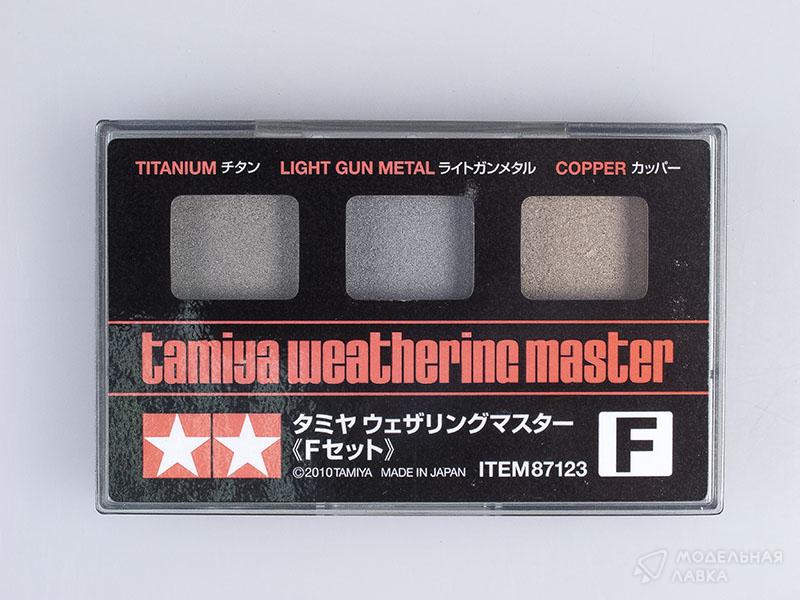 TITANIUM チタン LIGHT GUN METAL ライトガンメタル COPPER カッパー
tamiya weathering master
タミヤ ウェザリングマスター
《Fセット》
©2010TAMIYA MADE IN JAPAN ITEM87123 F
МОДЕЛЬНАЯ
ЛАВКА